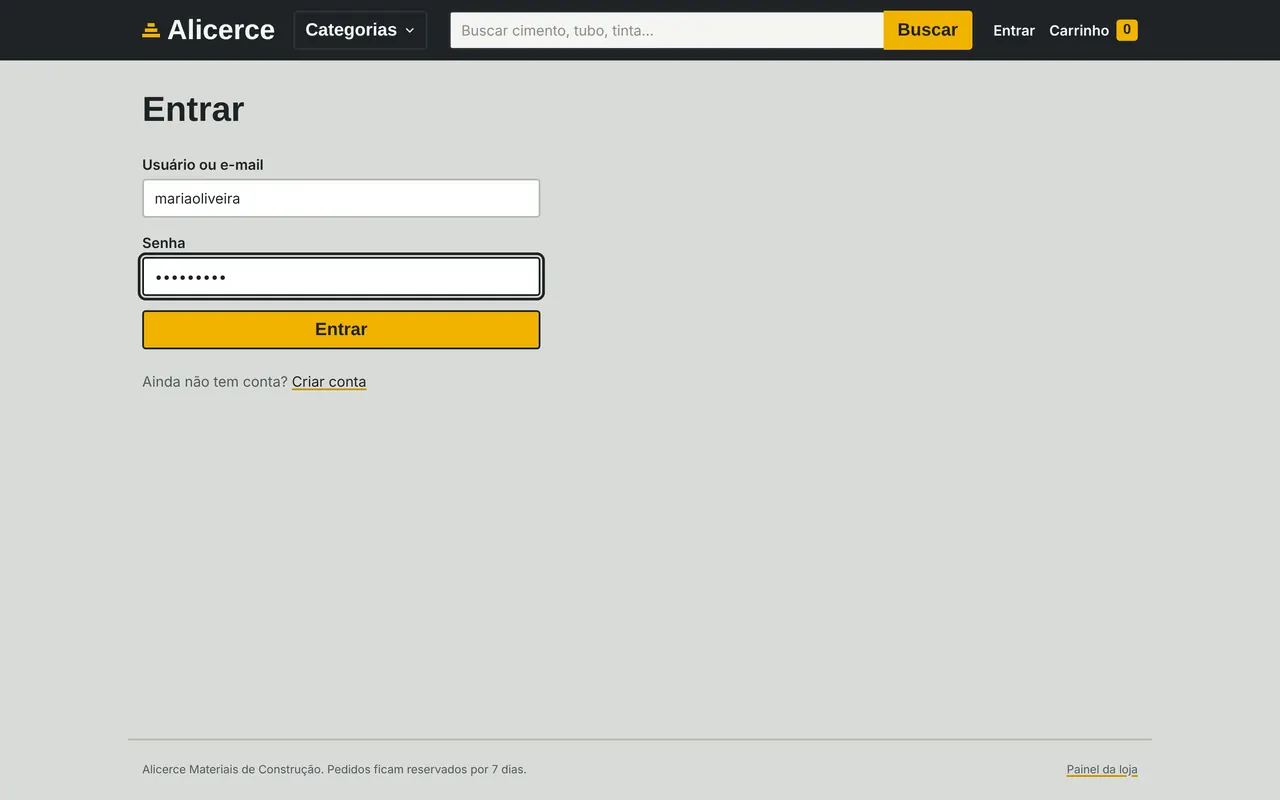 Alicerce
Categorias
Buscar cimento, tubo, tinta...
Buscar
Entrar
Carrinho 0
Entrar
Usuário ou e-mail
mariaoliveira
Senha
•••••••••
Entrar
Ainda não tem conta? Criar conta
Alicerce Materiais de Construção. Pedidos ficam reservados por 7 dias.
Painel da loja